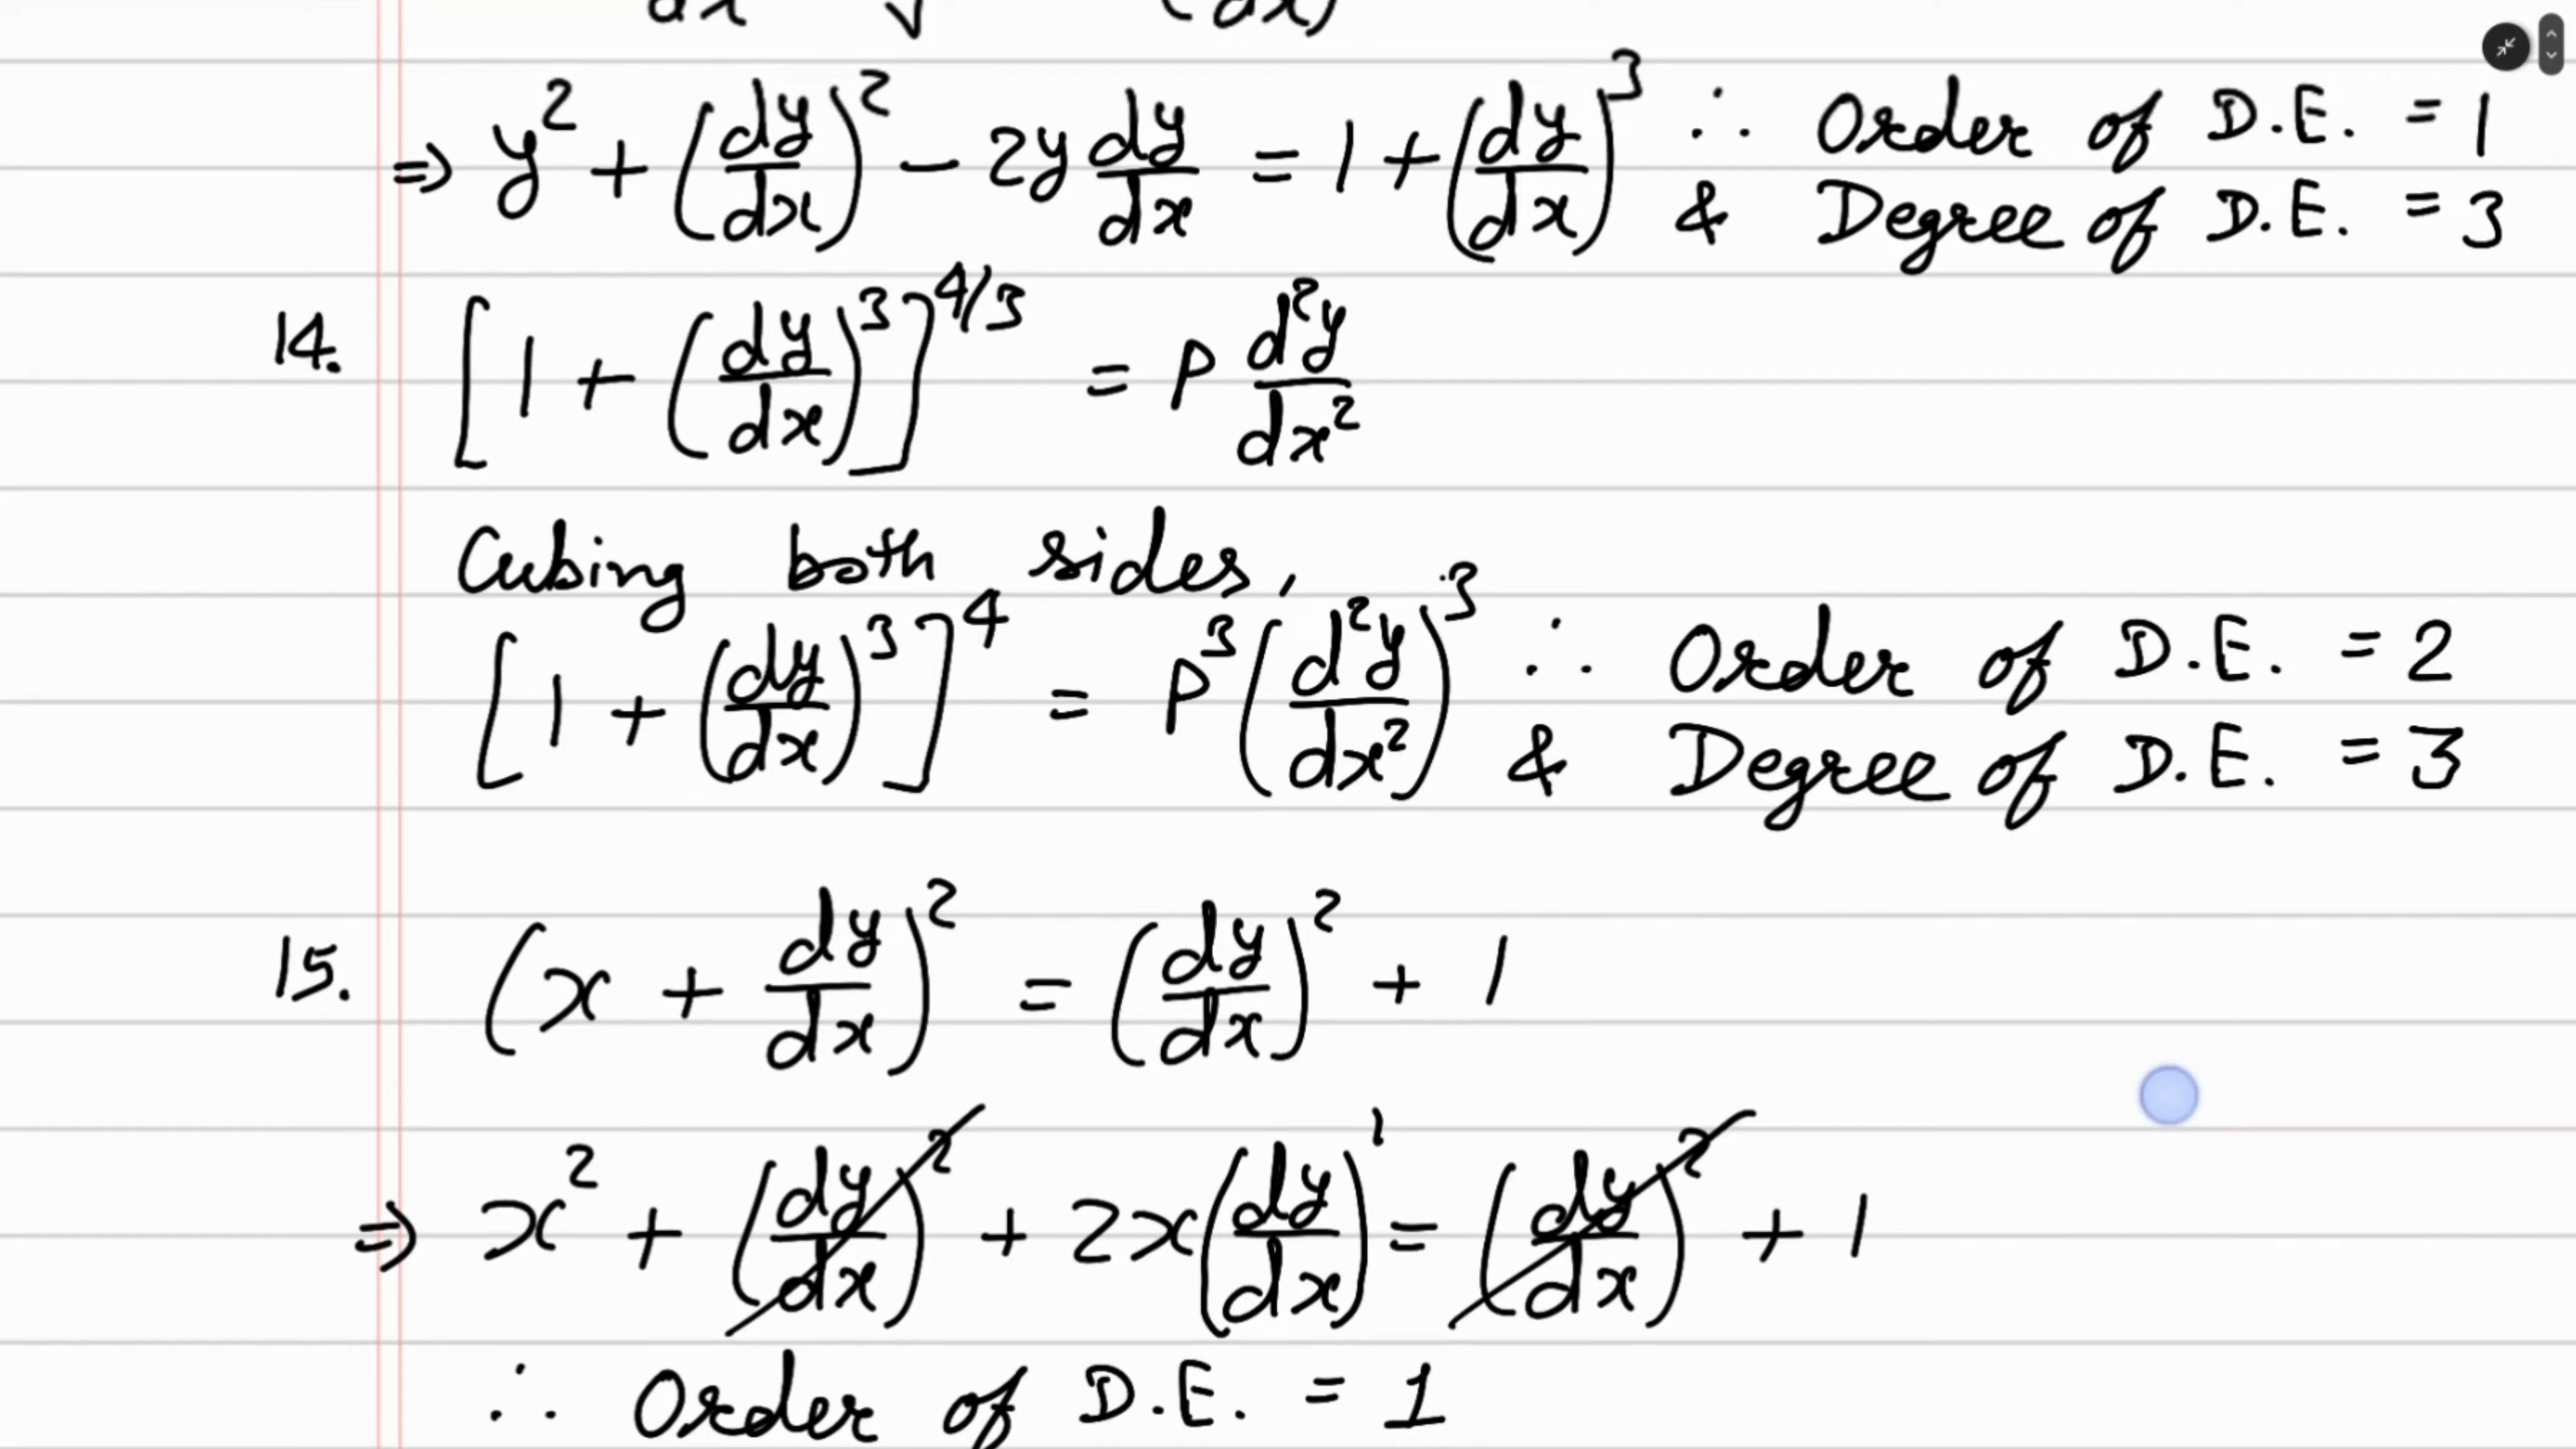 dx √ (dx)
⇒ y² + (dy/dx)² − 2y dy/dx = 1 + (dy/dx)³ ∴ Order of D.E. = 1
& Degree of D.E. = 3
14. [1 + (dy/dx)³]^4/3 = P d²y/dx²
Cubing both sides,
[1 + (dy/dx)³]⁴ = P³(d²y/dx²)³ ∴ Order of D.E. = 2
& Degree of D.E. = 3
15. (x + dy/dx)² = (dy/dx)² + 1
⇒ x² + (dy/dx)² + 2x(dy/dx)¹ = (dy/dx)² + 1
∴ Order of D.E. = 1